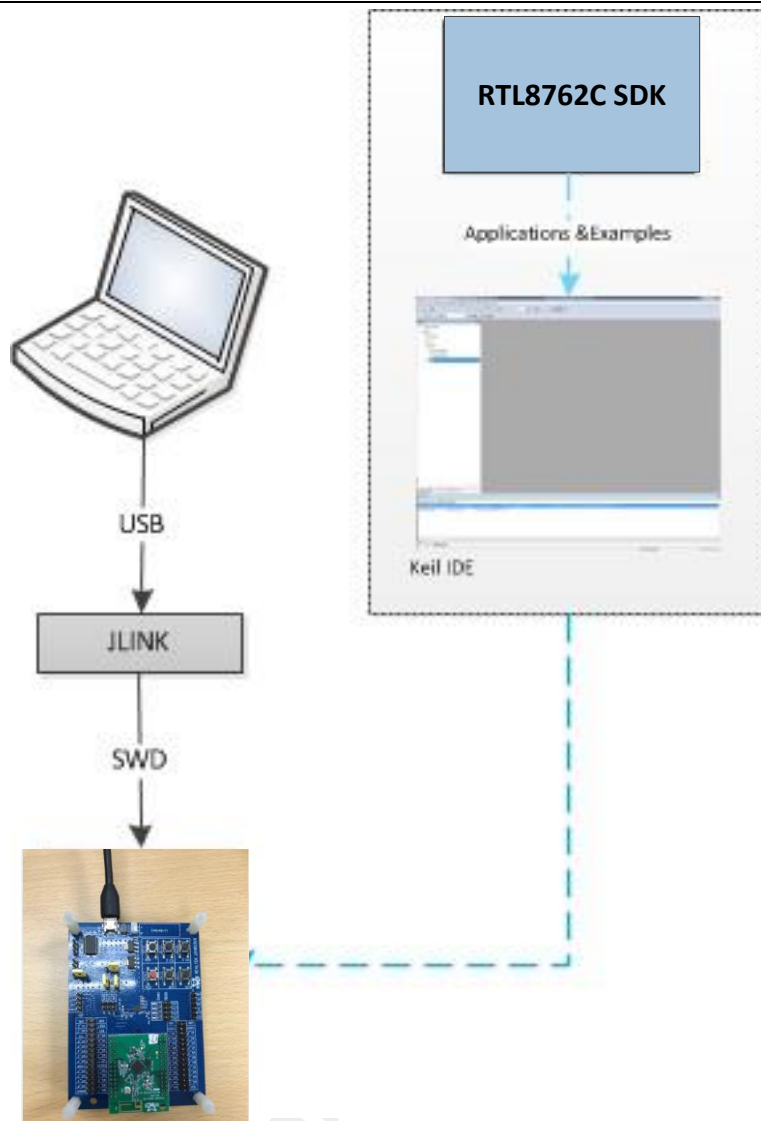 RTL8762C SDK
Applications &Examples
Keil IDE
USB
JLINK
SWD